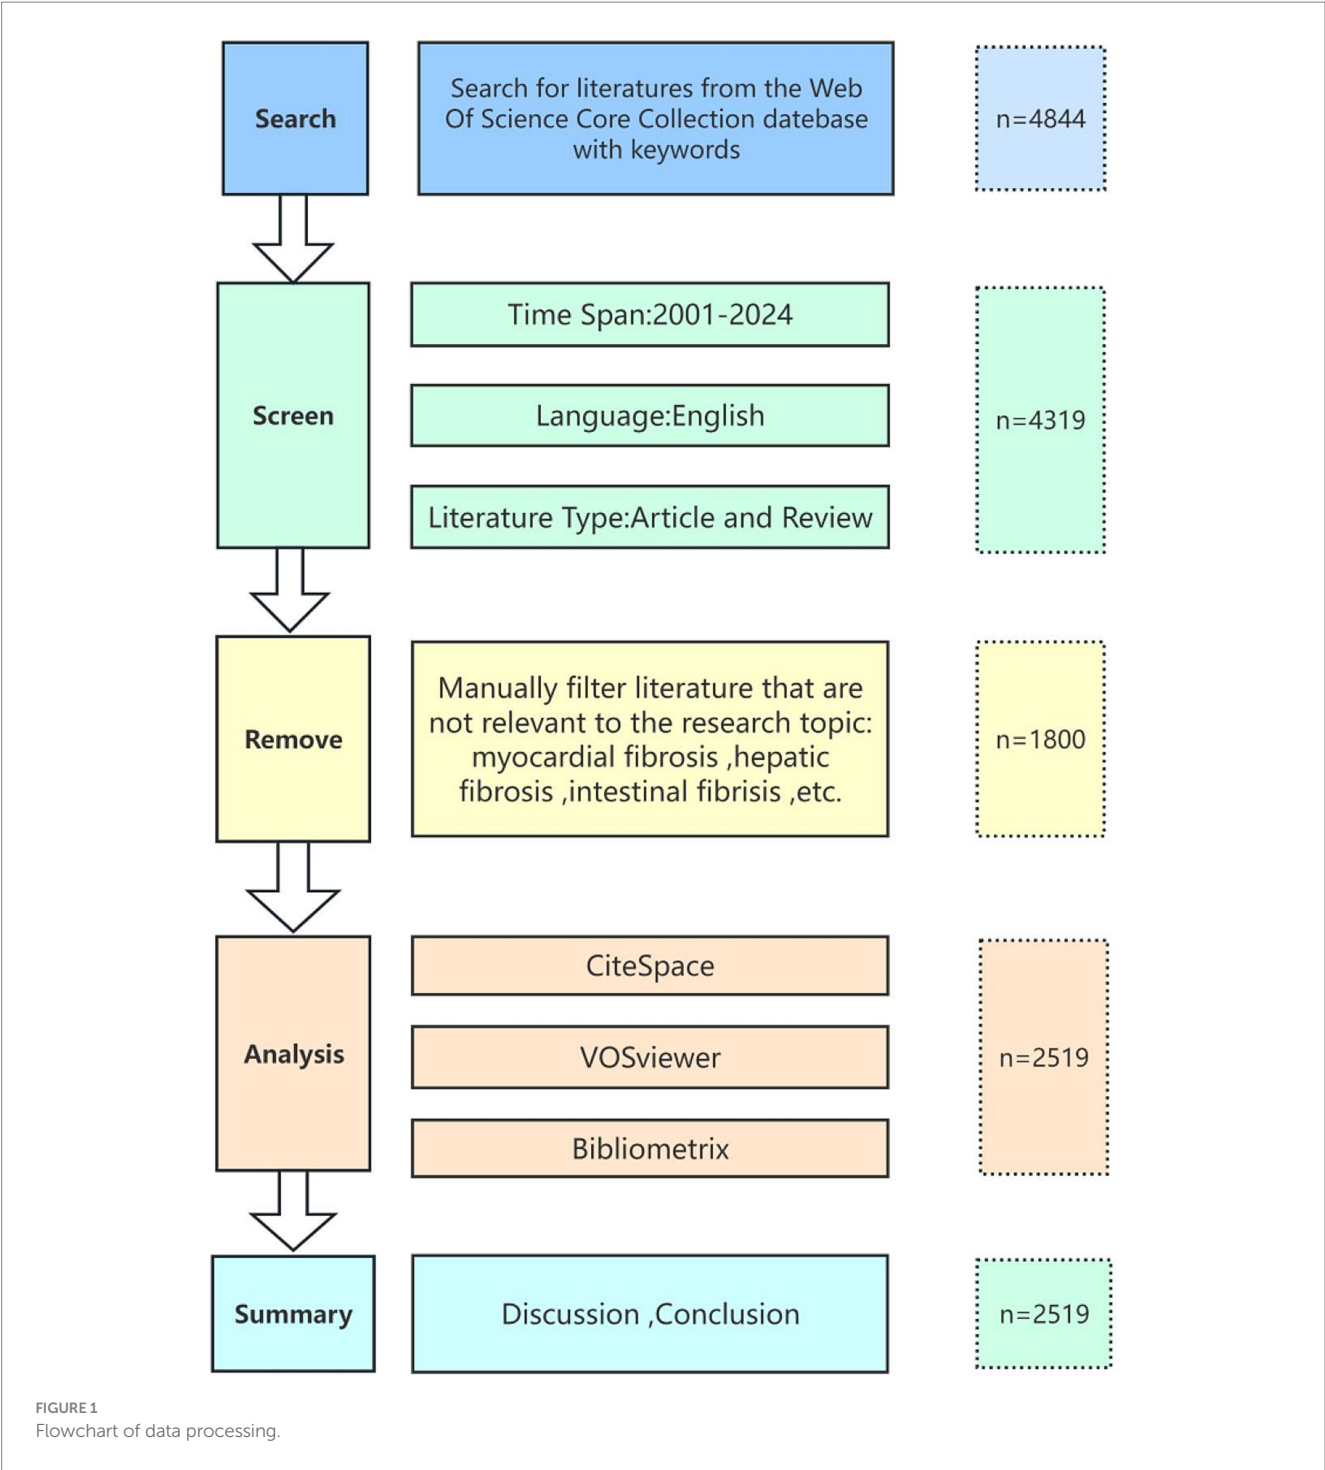 Search
Search for literatures from the Web
Of Science Core Collection datebase
with keywords
n=4844
Screen
Time Span:2001-2024
Language:English
Literature Type:Article and Review
n=4319
Remove
Manually filter literature that are
not relevant to the research topic:
myocardial fibrosis ,hepatic
fibrosis ,intestinal fibrisis ,etc.
n=1800
Analysis
CiteSpace
VOSviewer
Bibliometrix
n=2519
Summary
Discussion ,Conclusion
n=2519
FIGURE 1
Flowchart of data processing.